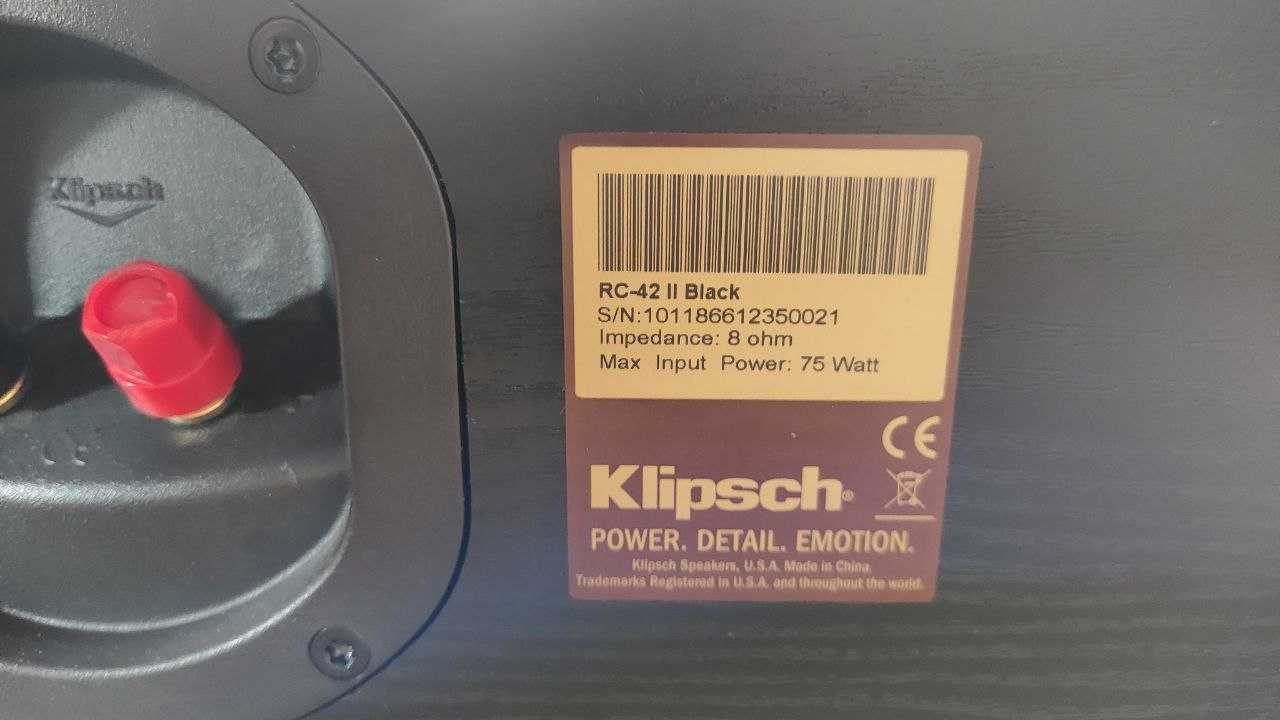 Klipsch
RC-42 II Black
S/N:101186612350021
Impedance: 8 ohm
Max Input Power: 75 Watt
CE
Klipsch®
POWER. DETAIL. EMOTION.
Klipsch Speakers, U.S.A. Made in China.
Trademarks Registered in U.S.A. and throughout the world.